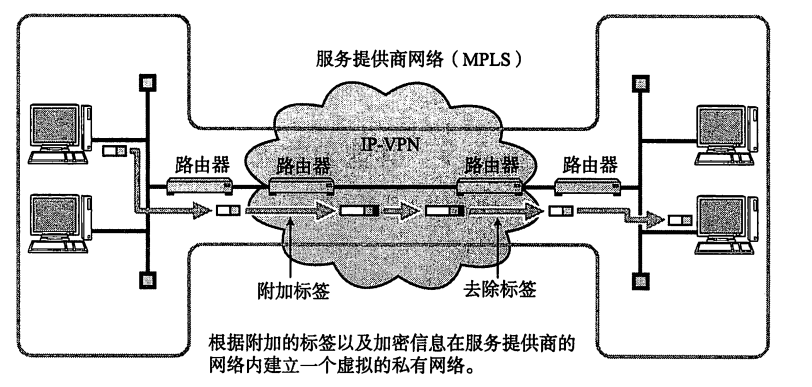 服务提供商网络（MPLS）
IP-VPN
路由器
路由器
路由器
路由器
附加标签
去除标签
根据附加的标签以及加密信息在服务提供商的
网络内建立一个虚拟的私有网络。